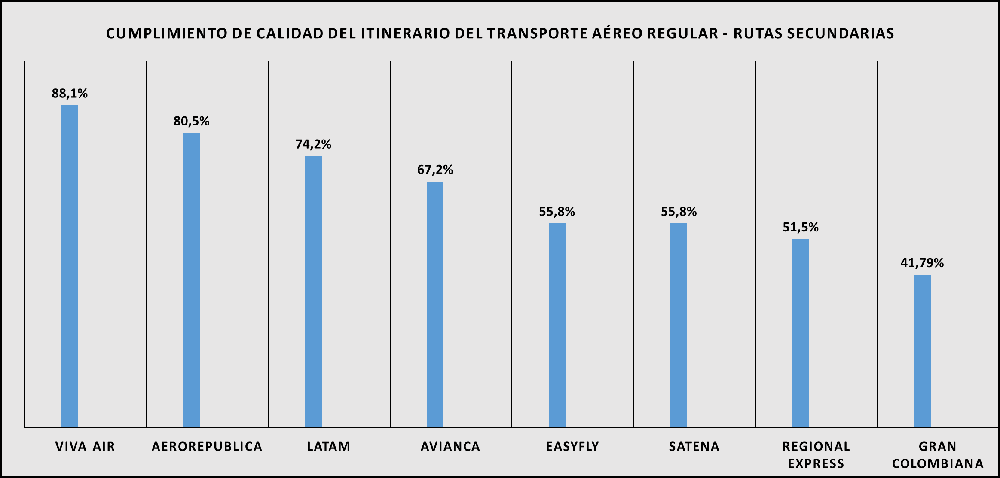 CUMPLIMIENTO DE CALIDAD DEL ITINERARIO DEL TRANSPORTE AÉREO REGULAR - RUTAS SECUNDARIAS
88,1%
80,5%
74,2%
67,2%
55,8%
55,8%
51,5%
41,79%
VIVA AIR
AEROREPUBLICA
LATAM
AVIANCA
EASYFLY
SATENA
REGIONAL
EXPRESS
GRAN
COLOMBIANA